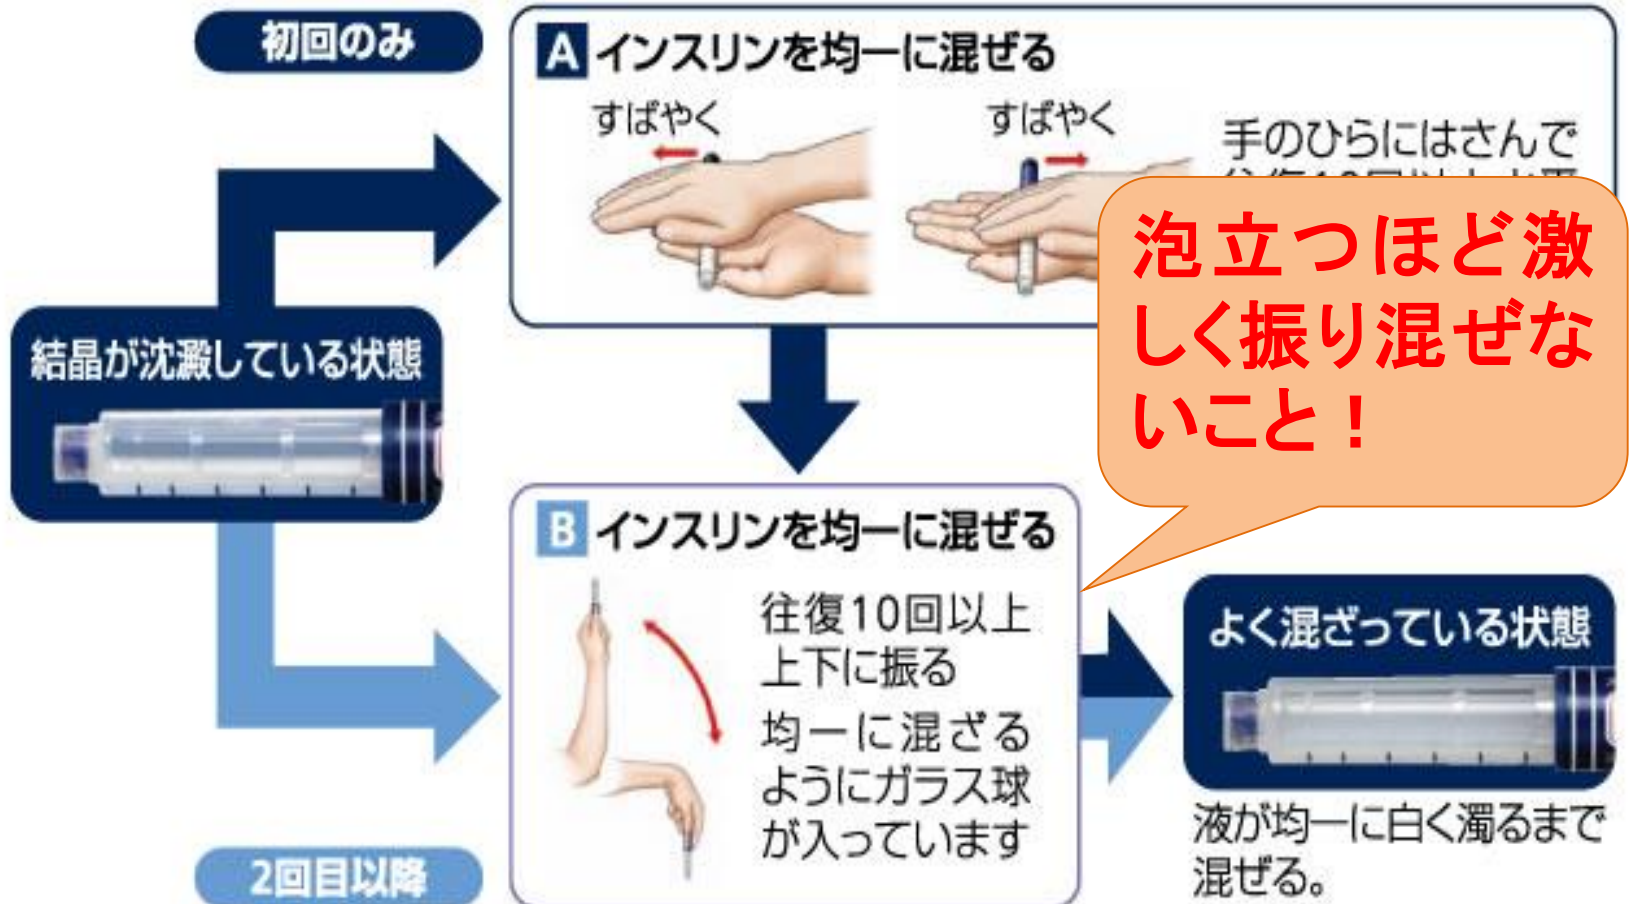 初回のみ
A インスリンを均一に混ぜる
すばやく
すばやく
手のひらにはさんで
結晶が沈澱している状態
泡立つほど激
しく振り混ぜな
いこと！
B インスリンを均一に混ぜる
往復10回以上
上下に振る
均一に混ざる
ようにガラス球
が入っています
よく混ざっている状態
液が均一に白く濁るまで
混ぜる。
2回目以降